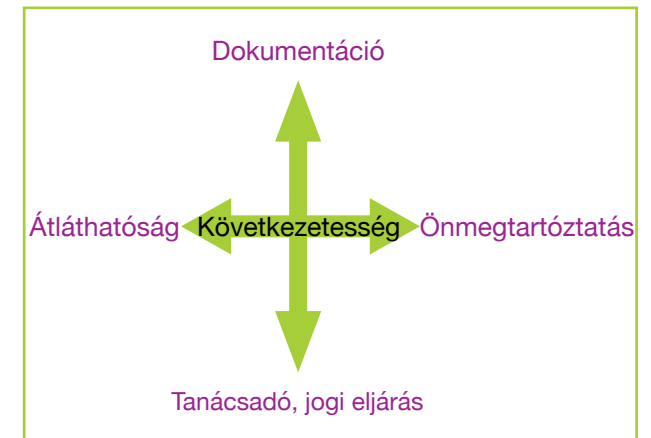 Dokumentáció
Átláthatóság Következetesség Önmegtartóztatás
Tanácsadó, jogi eljárás